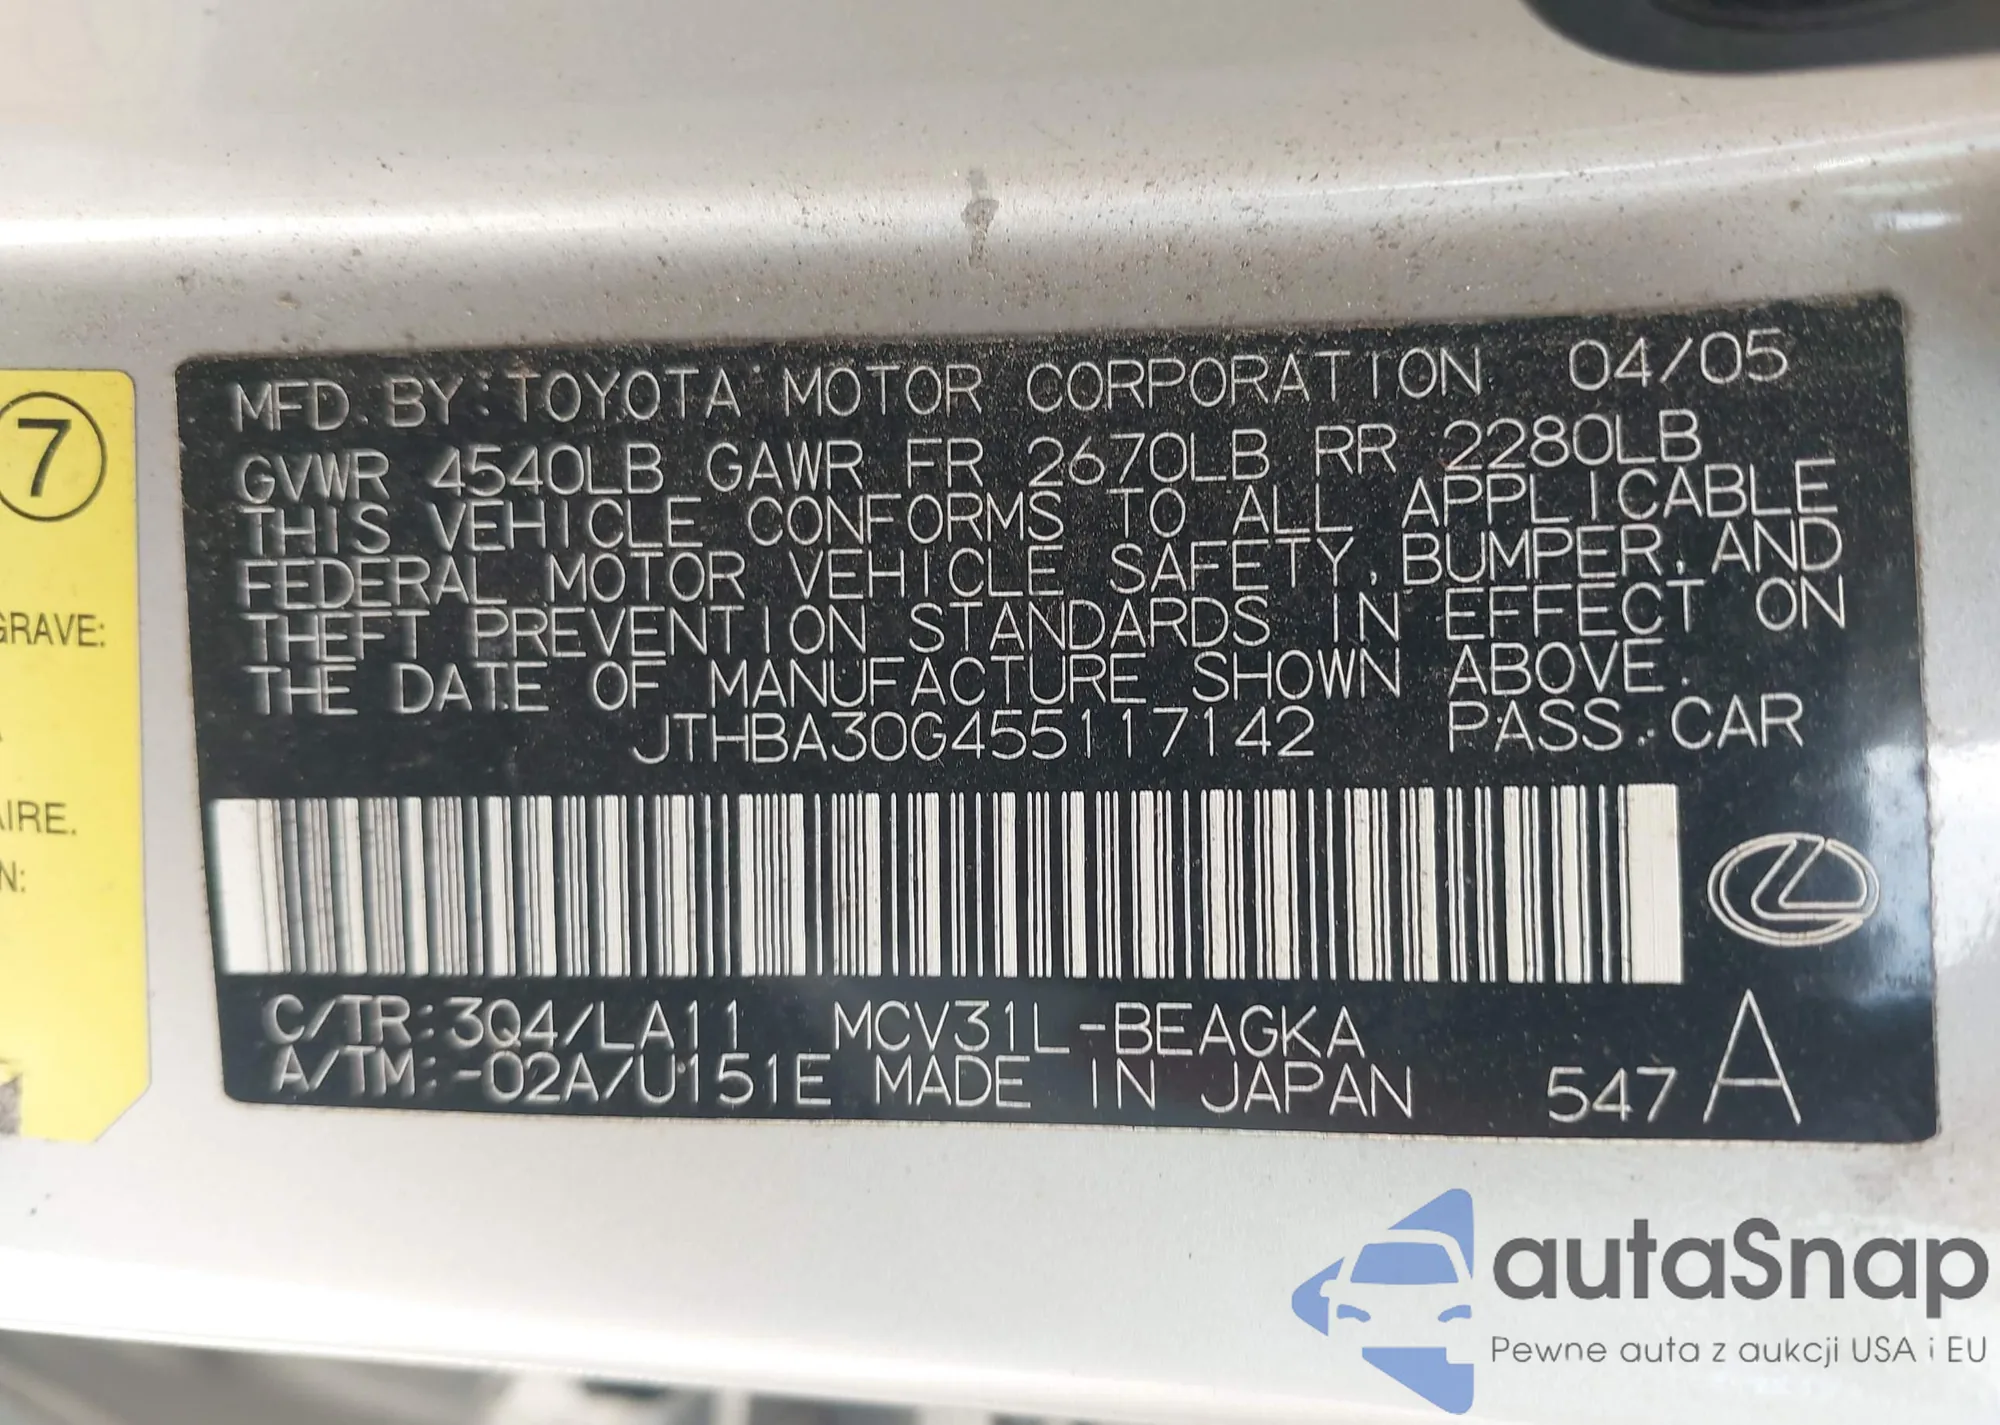 7
GRAVE:
AIRE.
N:
MFD. BY: TOYOTA MOTOR CORPORATION 04/05
GVWR 4540LB GAWR FR 2670LB RR 2280LB
THIS VEHICLE CONFORMS TO ALL APPLICABLE
FEDERAL MOTOR VEHICLE SAFETY, BUMPER, AND
THEFT PREVENTION STANDARDS IN EFFECT ON
THE DATE OF MANUFACTURE SHOWN ABOVE.
JTHBA30G455117142 PASS. CAR
C/TR:3Q4/LA11 MCV31L-BEAGKA
A/TM:-02A/U151E MADE IN JAPAN 547 A
autaSnap
Pewne auta z aukcji USA i EU